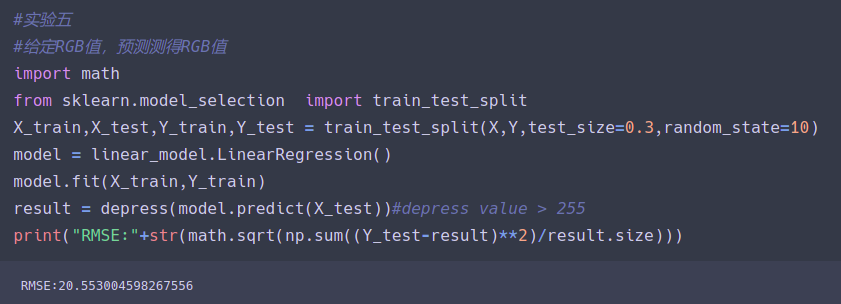 #实验五
#给定RGB值，预测测得RGB值
import math
from sklearn.model_selection  import train_test_split
X_train,X_test,Y_train,Y_test = train_test_split(X,Y,test_size=0.3,random_state=10)
model = linear_model.LinearRegression()
model.fit(X_train,Y_train)
result = depress(model.predict(X_test))#depress value > 255
print("RMSE:"+str(math.sqrt(np.sum((Y_test-result)**2)/result.size)))
RMSE:20.553004598267556